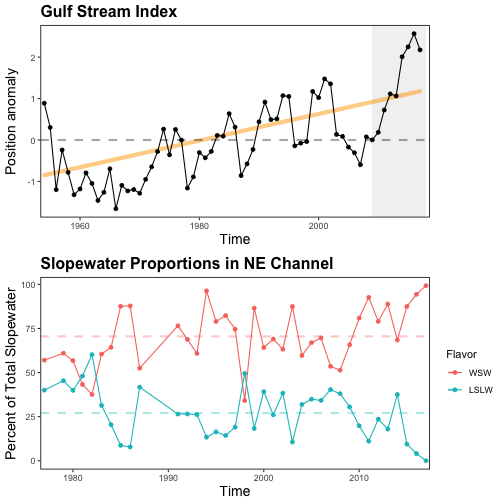 Gulf Stream Index
Position anomaly
2
1
0
-1
1960
1980
2000
Time
Slopewater Proportions in NE Channel
Percent of Total Slopewater
100
75
50
25
0
1980
1990
2000
2010
Time
Flavor
WSW
LSLW